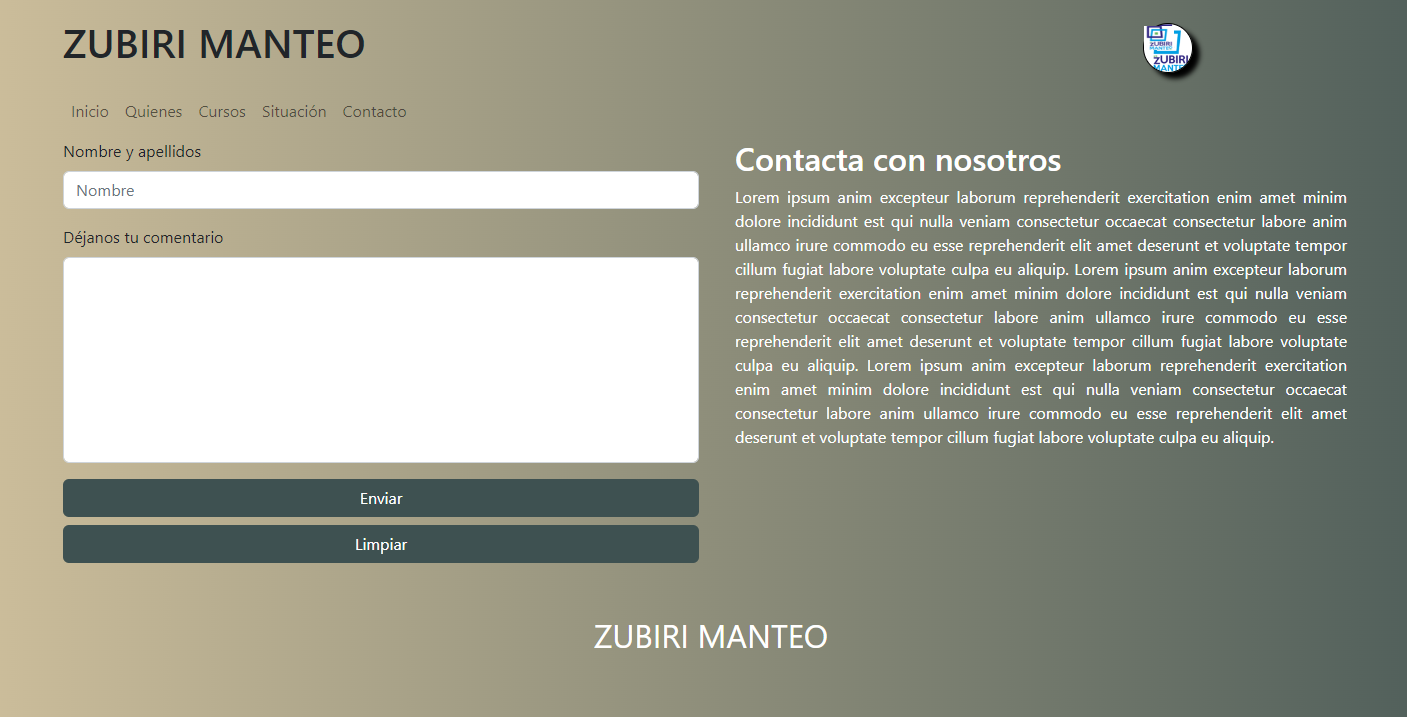 ZUBIRI MANTEO
ZUBIRI
MANTEO
ZUBIRI
Inicio Quienes Cursos Situación Contacto
Nombre y apellidos
Nombre
Déjanos tu comentario
Enviar
Limpiar
Contacta con nosotros
Lorem ipsum anim excepteur laborum reprehenderit exercitation enim amet minim
dolore incididunt est qui nulla veniam consectetur occaecat consectetur labore anim
ullamco irure commodo eu esse reprehenderit elit amet deserunt et voluptate tempor
cillum fugiat labore voluptate culpa eu aliquip. Lorem ipsum anim excepteur laborum
reprehenderit exercitation enim amet minim dolore incididunt est qui nulla veniam
consectetur occaecat consectetur labore anim ullamco irure commodo eu esse
reprehenderit elit amet deserunt et voluptate tempor cillum fugiat labore voluptate
culpa eu aliquip. Lorem ipsum anim excepteur laborum reprehenderit exercitation
enim amet minim dolore incididunt est qui nulla veniam consectetur occaecat
consectetur labore anim ullamco irure commodo eu esse reprehenderit elit amet
deserunt et voluptate tempor cillum fugiat labore voluptate culpa eu aliquip.
ZUBIRI MANTEO